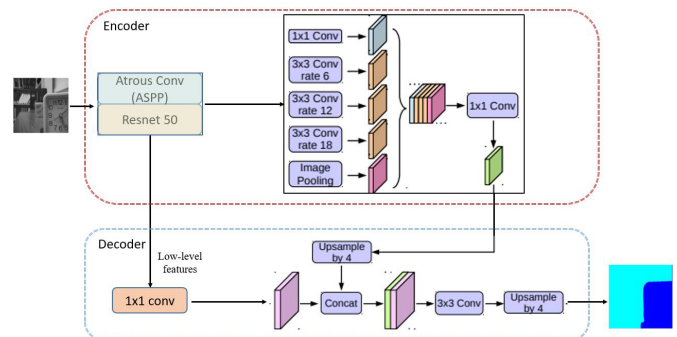 Encoder
Atrous Conv
(ASPP)
Resnet 50
1x1 Conv
3x3 Conv
rate 6
3x3 Conv
rate 12
3x3 Conv
rate 18
Image
Pooling
1x1 Conv
Decoder
Low-level
features
1x1 conv
Upsample
by 4
Concat
3x3 Conv
Upsample
by 4